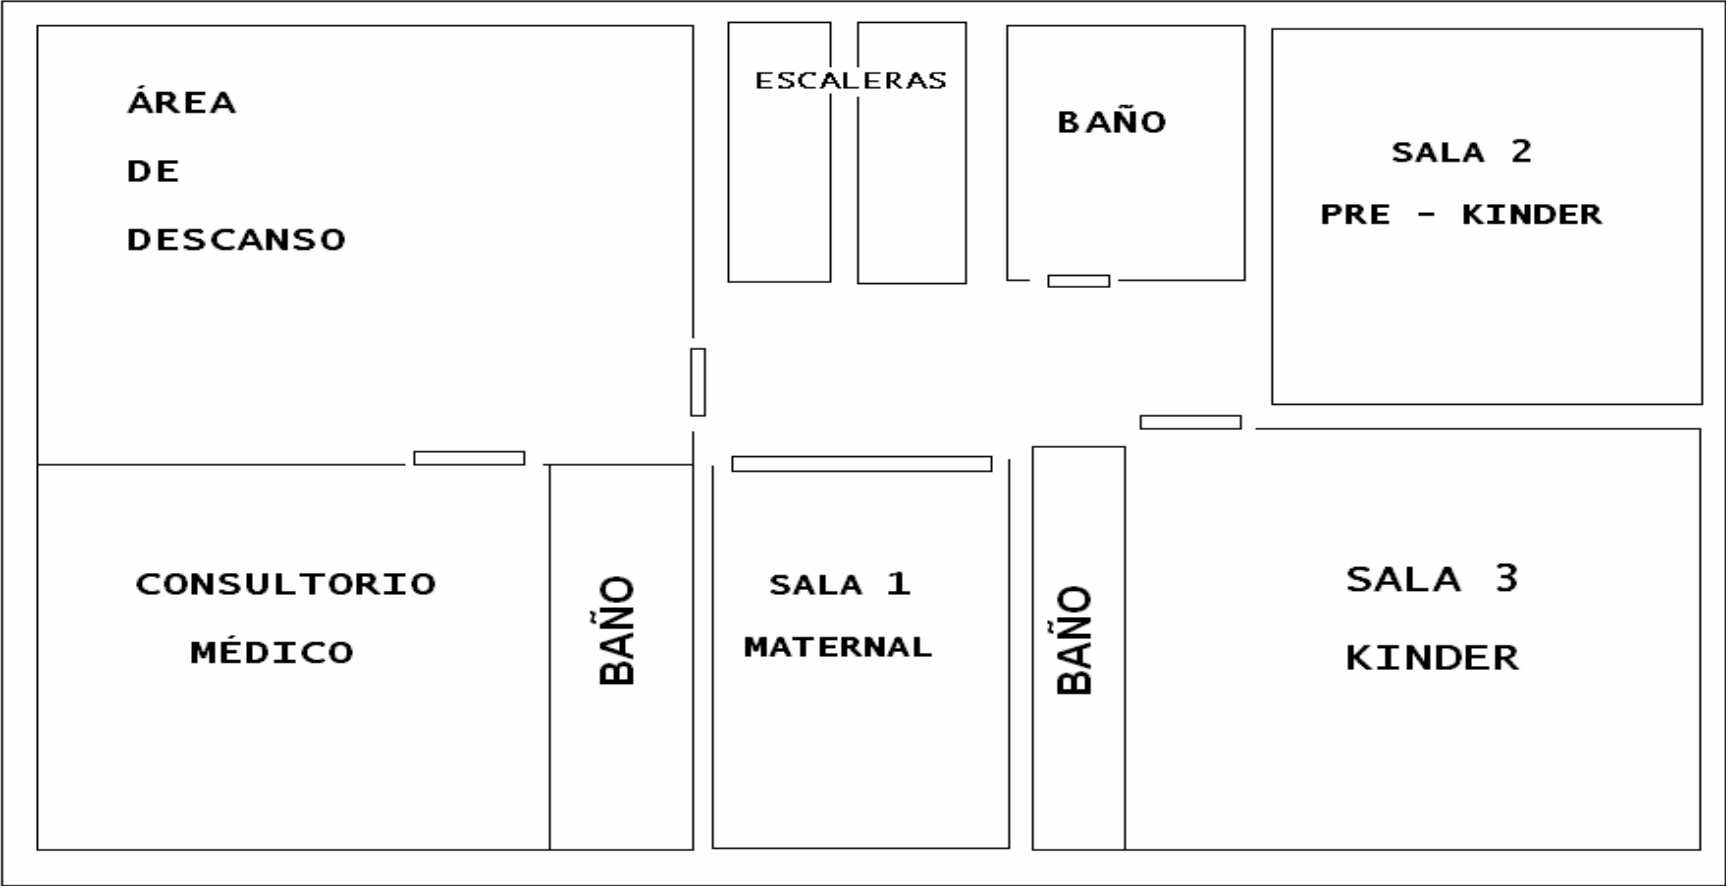 ÁREA
DE
DESCANSO
ESCALERAS
BAÑO
SALA 2
PRE - KINDER
CONSULTORIO
MÉDICO
BAÑO
SALA 1
MATERNAL
BAÑO
SALA 3
KINDER